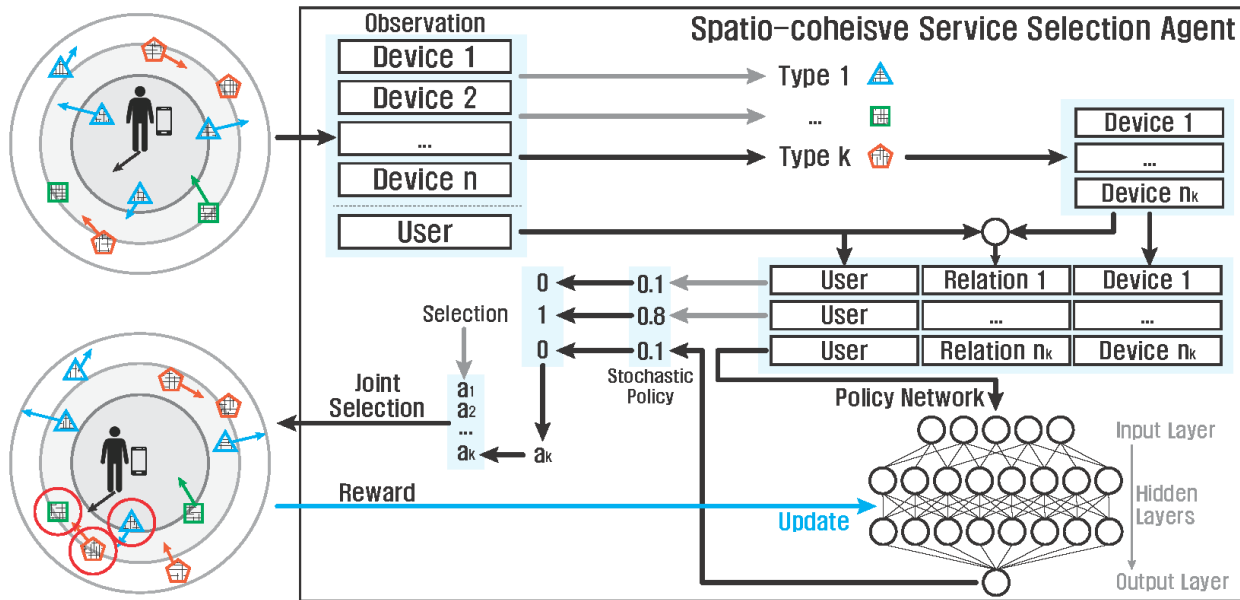 Spatio-coheisve Service Selection Agent
Observation
Device 1
Device 2
...
Device n
User
Type 1
...
Type k
Device 1
...
Device nk
User Relation 1 Device 1
User ... ...
User Relation nk Device nk
0 0.1
1 0.8
0 0.1
Stochastic
Policy
Selection
a1
a2
...
ak
ak
Joint
Selection
Reward
Update
Policy Network
Input Layer
Hidden
Layers
Output Layer